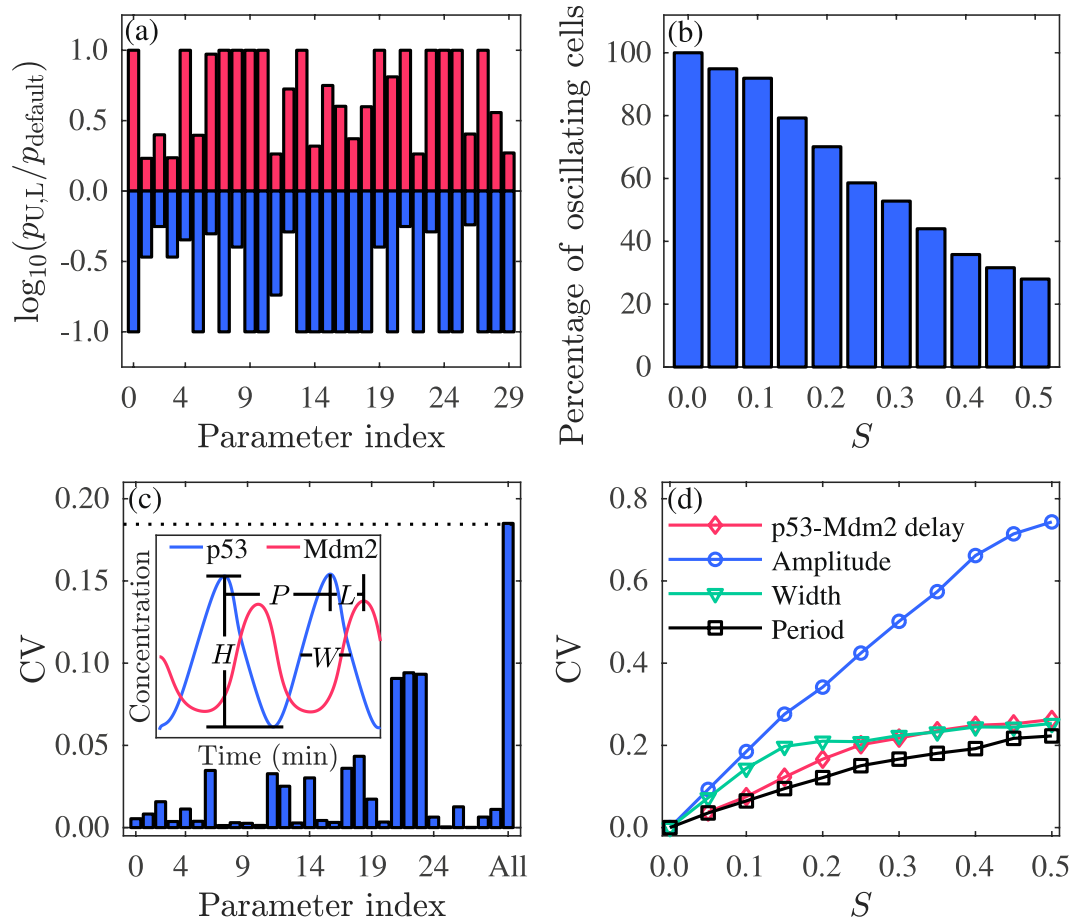 (a)
log10(pU,L/pdefault)
1.0
0.5
0.0
-0.5
-1.0
0 4 9 14 19 24 29
Parameter index
(b)
Percentage of oscillating cells
100
80
60
40
20
0
0.0 0.1 0.2 0.3 0.4 0.5
S
(c)
CV
0.20
0.15
0.10
0.05
0.00
p53 Mdm2
Concentration
P L
H W
Time (min)
0 4 9 14 19 24 All
Parameter index
(d)
CV
0.8
0.6
0.4
0.2
0.0
p53-Mdm2 delay
Amplitude
Width
Period
0.0 0.1 0.2 0.3 0.4 0.5
S